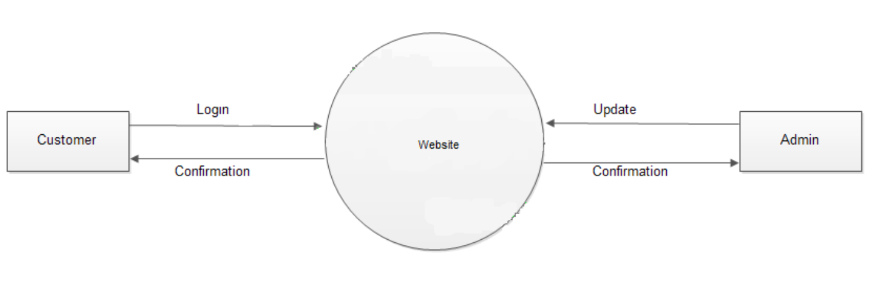 Login
Update
Customer
Website
Admin
Confirmation
Confirmation